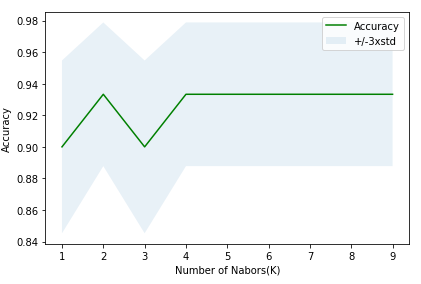 Accuracy
+/-3xstd
0.98
0.96
0.94
0.92
0.90
0.88
0.86
0.84
Accuracy
1 2 3 4 5 6 7 8 9
Number of Nabors(K)